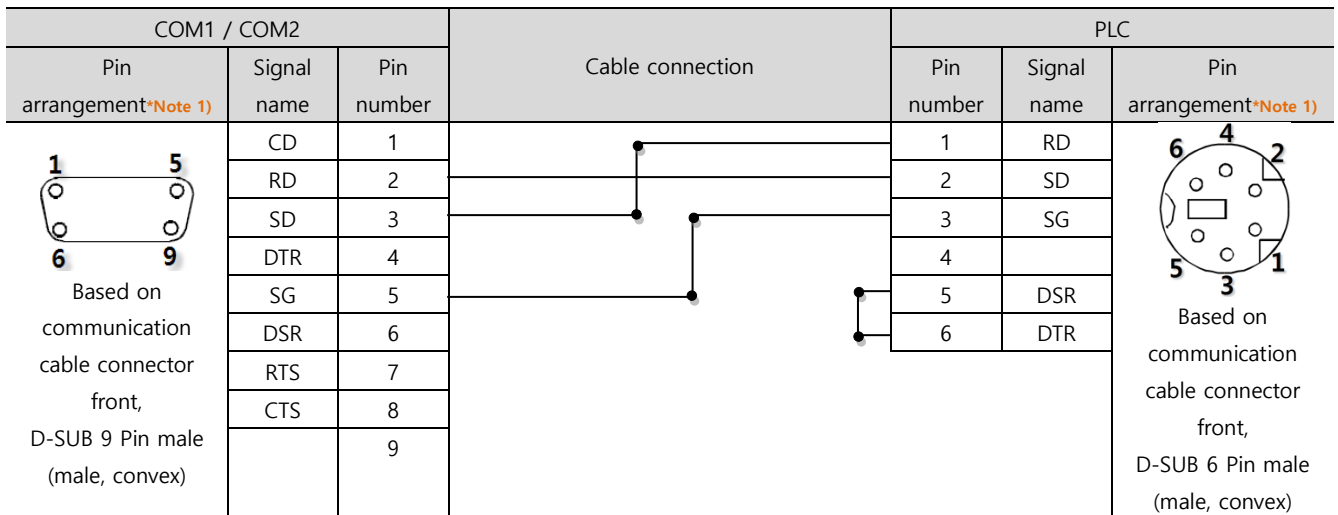 COM1 / COM2 Cable connection PLC
Pin arrangement*Note 1) Signal name Pin number Pin number Signal name Pin arrangement*Note 1)
CD 1 1 RD
RD 2 2 SD
SD 3 3 SG
DTR 4 4
SG 5 5 DSR
DSR 6 6 DTR
RTS 7
CTS 8
9
1 5
6 9
Based on
communication
cable connector
front,
D-SUB 9 Pin male
(male, convex)
4
6 2
5 1
3
Based on
communication
cable connector
front,
D-SUB 6 Pin male
(male, convex)